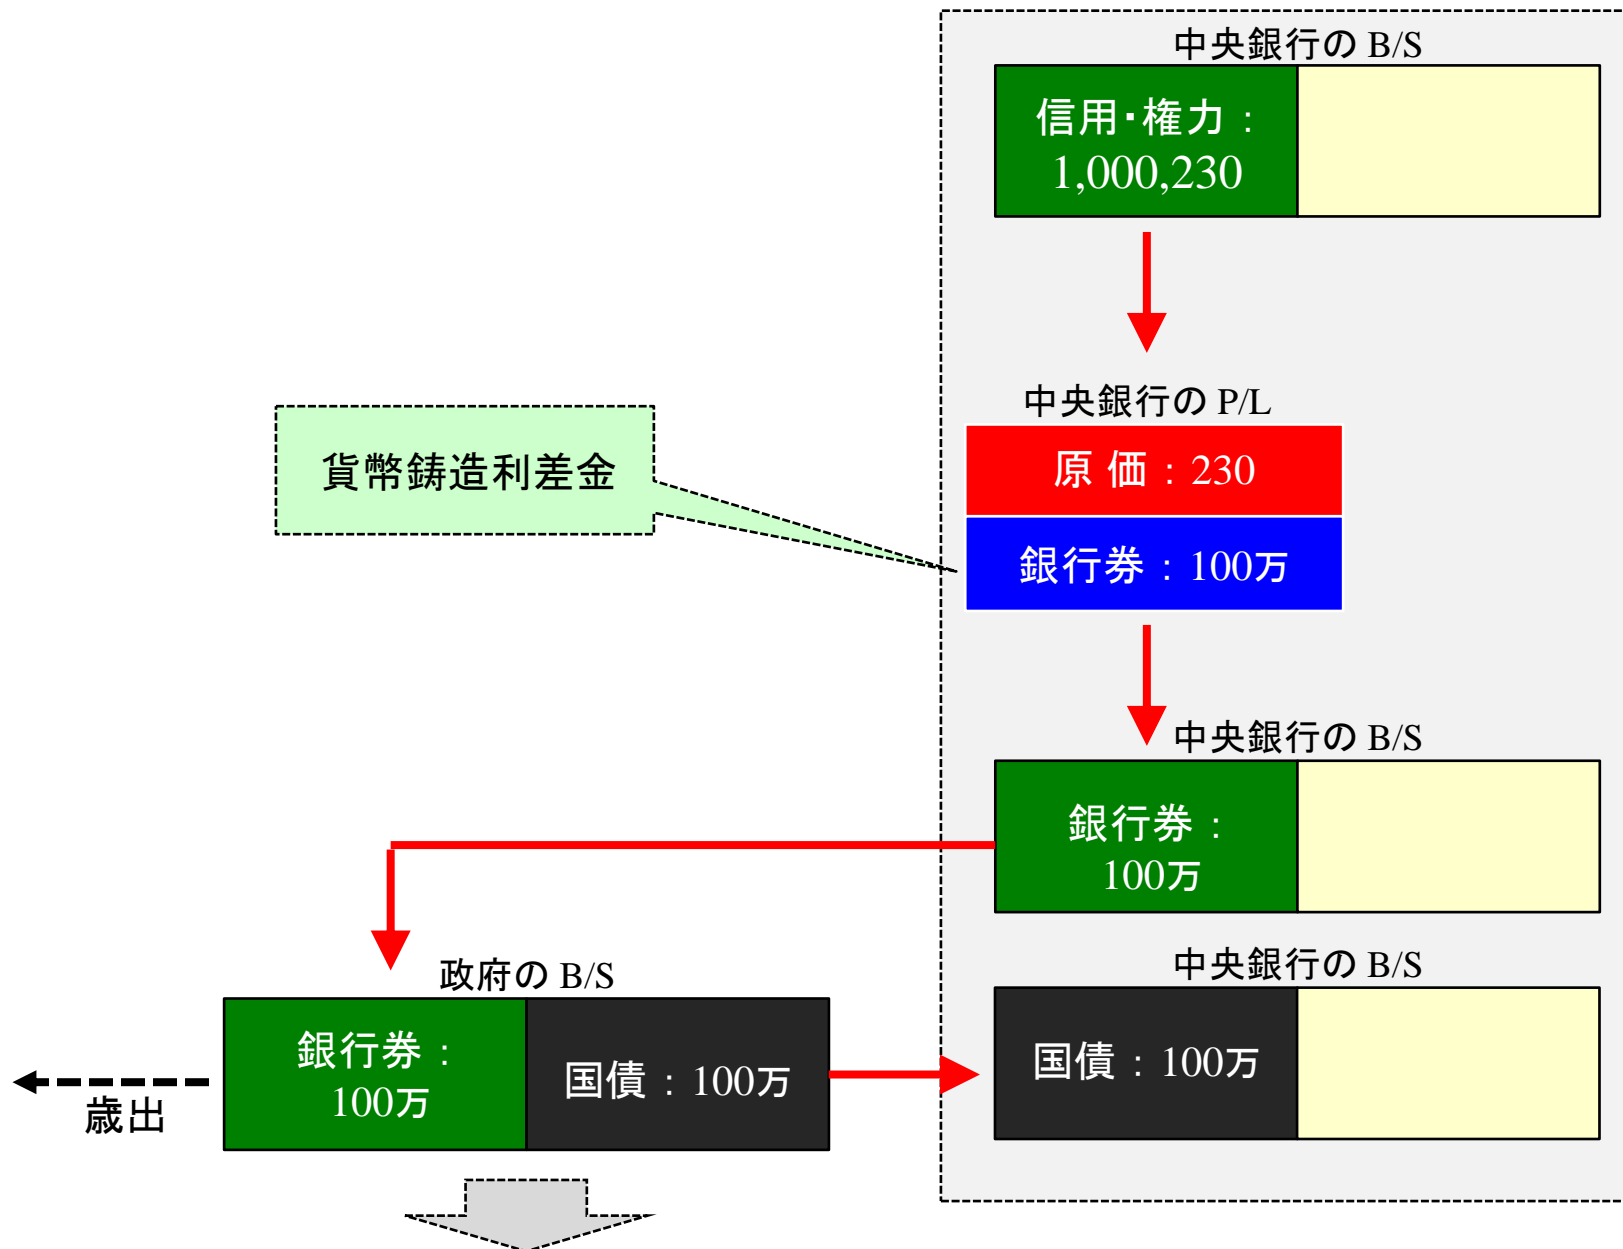 中央銀行の B/S
信用・権力 :
1,000,230
中央銀行の P/L
原 価 : 230
銀行券 : 100万
貨幣鋳造利差金
中央銀行の B/S
銀行券 :
100万
政府の B/S
銀行券 :
100万
国債 : 100万
歳出
中央銀行の B/S
国債 : 100万